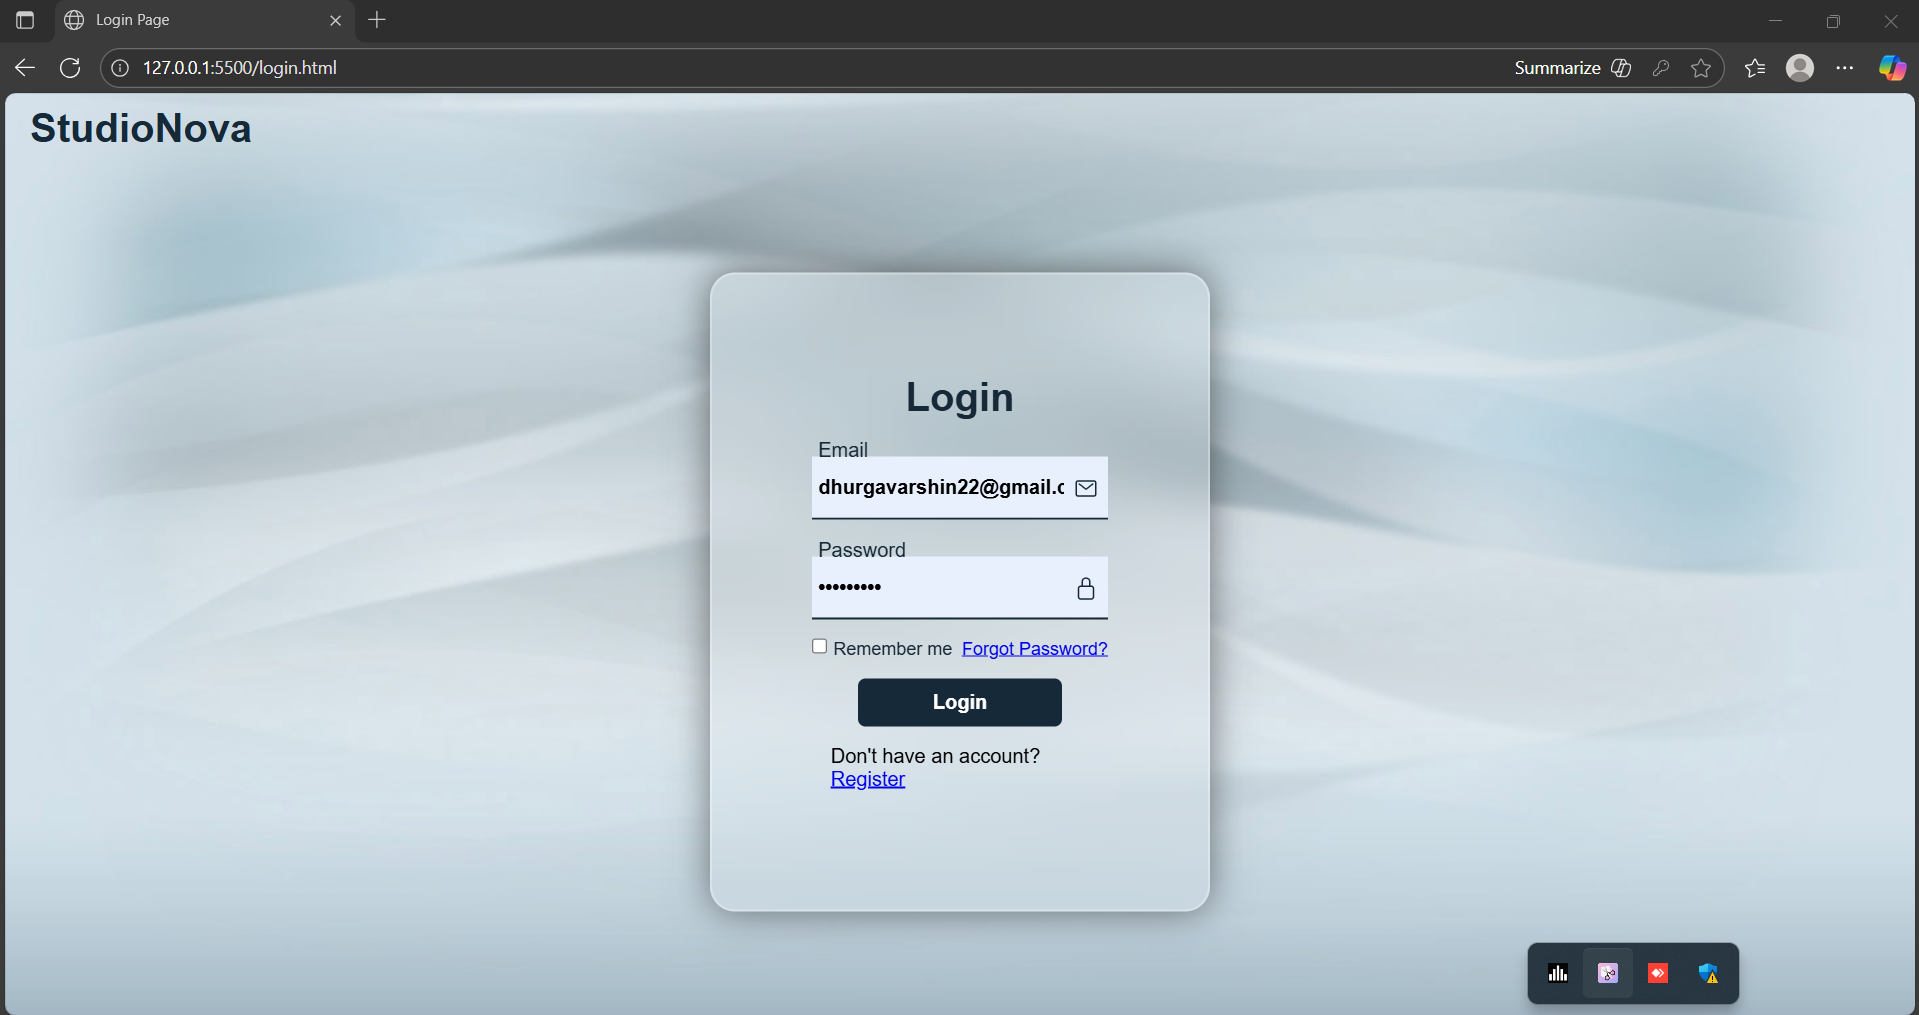 Login Page
127.0.0.1:5500/login.html
Summarize
StudioNova
Login
Email
dhurgavarshin22@gmail.c
Password
•••••••••
Remember me Forgot Password?
Login
Don't have an account?
Register